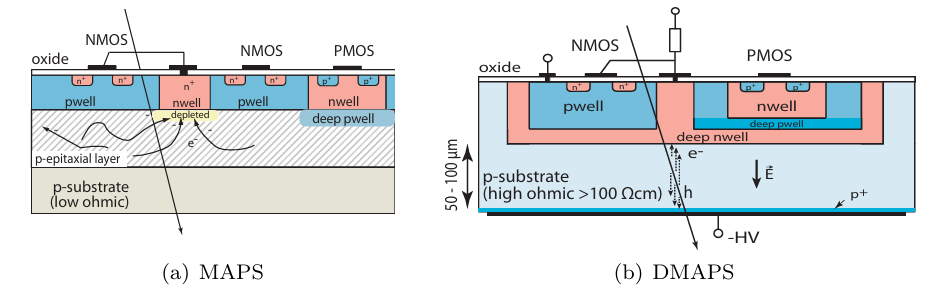 oxide
NMOS
NMOS
PMOS
n+
n+
n+
n+
n+
p+
p+
pwell
nwell
pwell
nwell
depleted
deep pwell
-
-
-
-
e-
p-epitaxial layer
p-substrate
(low ohmic)
(a) MAPS
oxide
NMOS
PMOS
n+
n+
p+
p+
pwell
nwell
deep pwell
deep nwell
e-
50 - 100 μm
p-substrate
(high ohmic >100 Ωcm)
h
E⃗
p+
-HV
(b) DMAPS